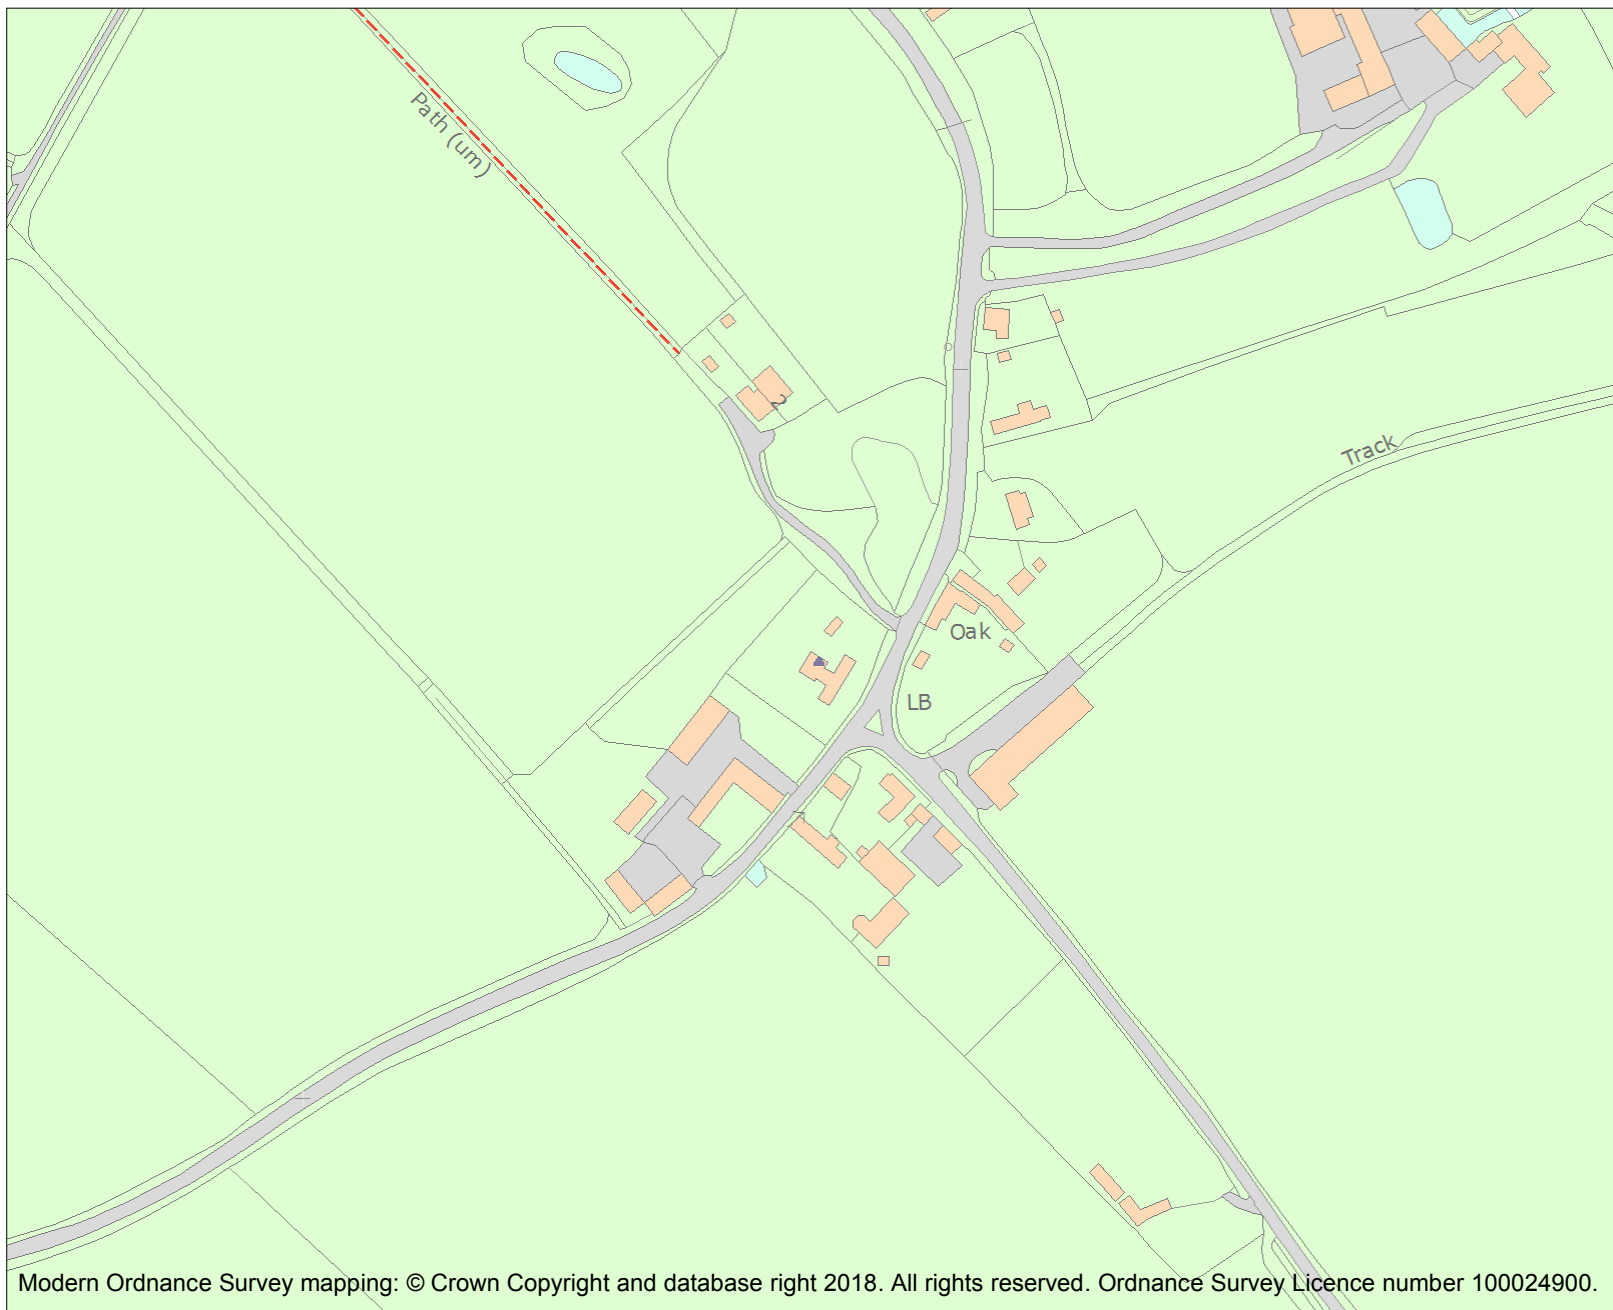 Path (um)
2
Track
Oak
LB
Modern Ordnance Survey mapping: © Crown Copyright and database right 2018. All rights reserved. Ordnance Survey Licence number 100024900.